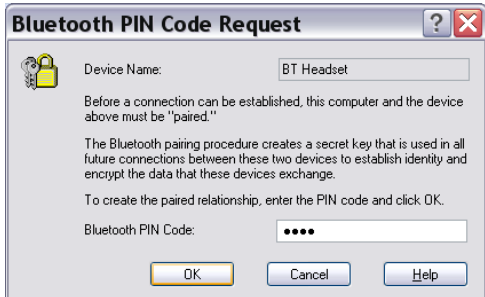 Bluetooth PIN Code Request
Device Name: BT Headset
Before a connection can be established, this computer and the device
above must be "paired."
The Bluetooth pairing procedure creates a secret key that is used in all
future connections between these two devices to establish identity and
encrypt the data that these devices exchange.
To create the paired relationship, enter the PIN code and click OK.
Bluetooth PIN Code: ••••
OK Cancel Help